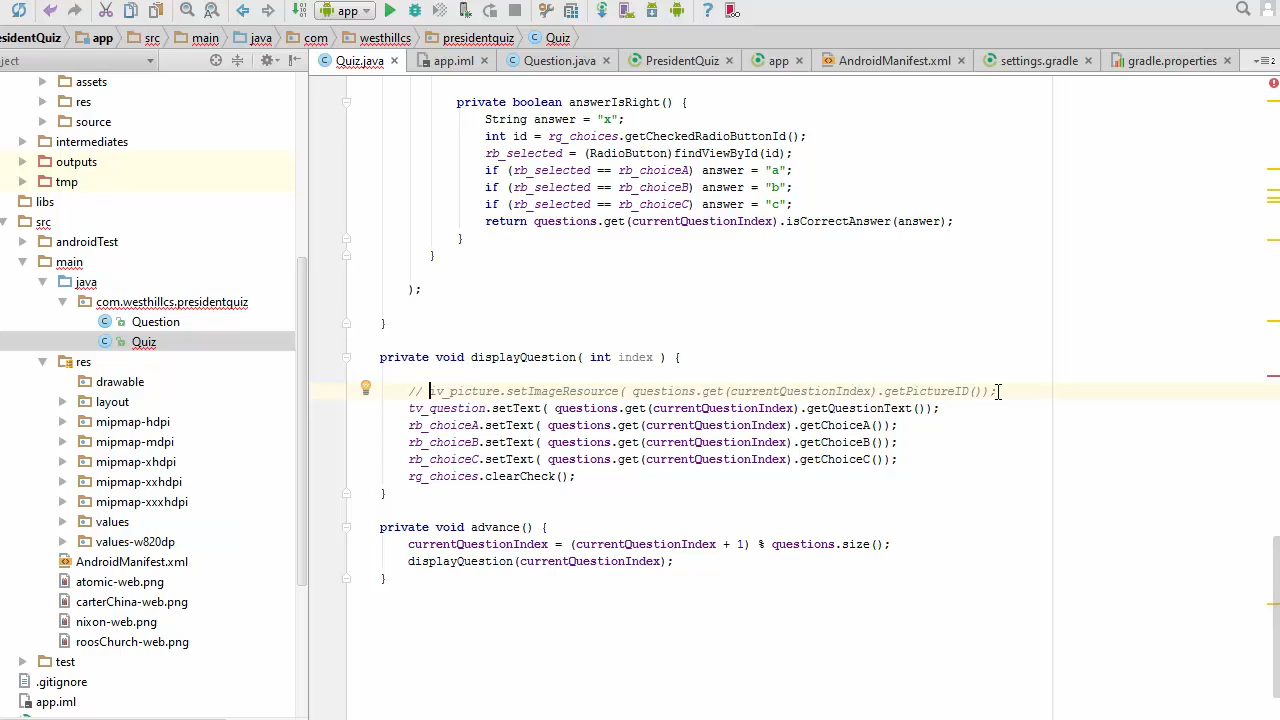 app
esidentQuiz app src main java com westhillcs presidentquiz Quiz
ject Quiz.java app.iml Question.java PresidentQuiz app AndroidManifest.xml settings.gradle gradle.properties
assets
res
source
intermediates
outputs
tmp
libs
src
androidTest
main
java
com.westhillcs.presidentquiz
Question
Quiz
res
drawable
layout
mipmap-hdpi
mipmap-mdpi
mipmap-xhdpi
mipmap-xxhdpi
mipmap-xxxhdpi
values
values-w820dp
AndroidManifest.xml
atomic-web.png
carterChina-web.png
nixon-web.png
roosChurch-web.png
test
.gitignore
app.iml
private boolean answerIsRight() {
String answer = "x";
int id = rg_choices.getCheckedRadioButtonId();
rb_selected = (RadioButton)findViewById(id);
if (rb_selected == rb_choiceA) answer = "a";
if (rb_selected == rb_choiceB) answer = "b";
if (rb_selected == rb_choiceC) answer = "c";
return questions.get(currentQuestionIndex).isCorrectAnswer(answer);
}
}
);
}
private void displayQuestion( int index ) {
// iv_picture.setImageResource( questions.get(currentQuestionIndex).getPictureID());
tv_question.setText( questions.get(currentQuestionIndex).getQuestionText());
rb_choiceA.setText( questions.get(currentQuestionIndex).getChoiceA());
rb_choiceB.setText( questions.get(currentQuestionIndex).getChoiceB());
rb_choiceC.setText( questions.get(currentQuestionIndex).getChoiceC());
rg_choices.clearCheck();
}
private void advance() {
currentQuestionIndex = (currentQuestionIndex + 1) % questions.size();
displayQuestion(currentQuestionIndex);
}